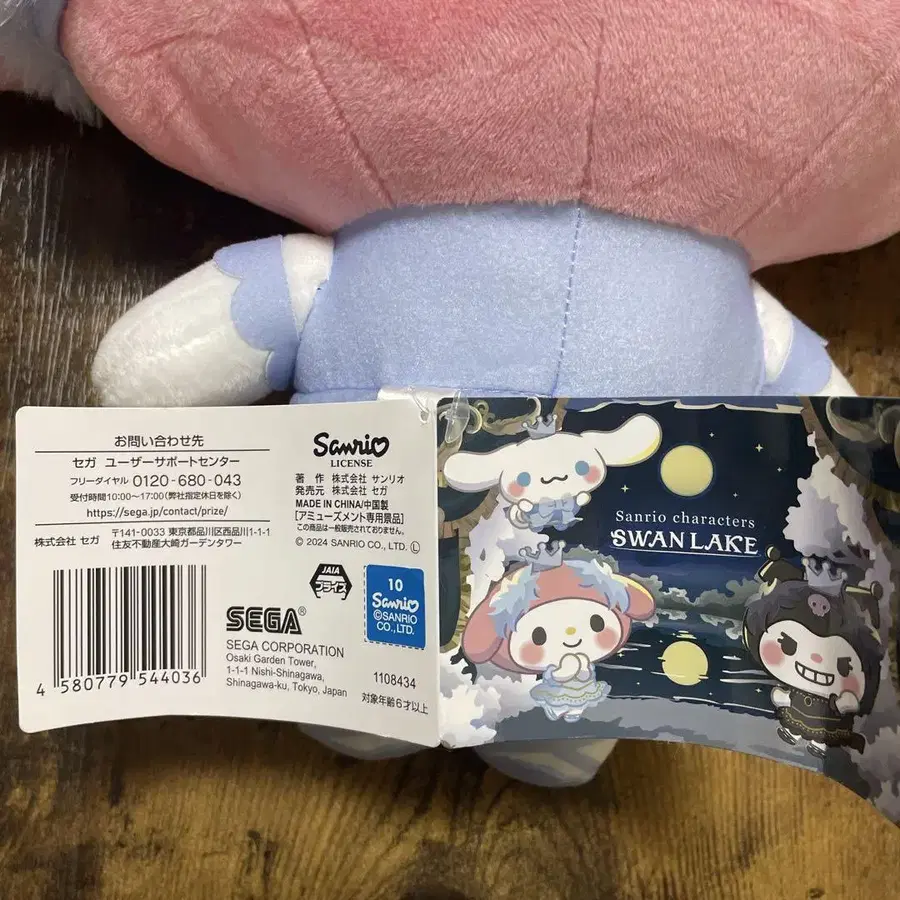 お問い合わせ先
セガ ユーザーサポートセンター
フリーダイヤル 0120-680-043
受付時間10:00～17:00(弊社指定休日を除く)
https://sega.jp/contact/prize/
株式会社 セガ 〒141-0033 東京都品川区西品川1-1-1
住友不動産大崎ガーデンタワー
4 580779 544036
Sanrio
LICENSE
著 作 株式会社 サンリオ
発売元 株式会社 セガ
MADE IN CHINA/中国製
[アミューズメント専用景品]
この商品は一般販売されておりません。
© 2024 SANRIO CO., LTD. Ⓛ
JAIA
プライズ
10
Sanrio
©SANRIO
CO.,LTD.
SEGA®
SEGA CORPORATION
Osaki Garden Tower,
1-1-1 Nishi-Shinagawa,
Shinagawa-ku, Tokyo, Japan
1108434
対象年齢6才以上
Sanrio characters
SWAN LAKE